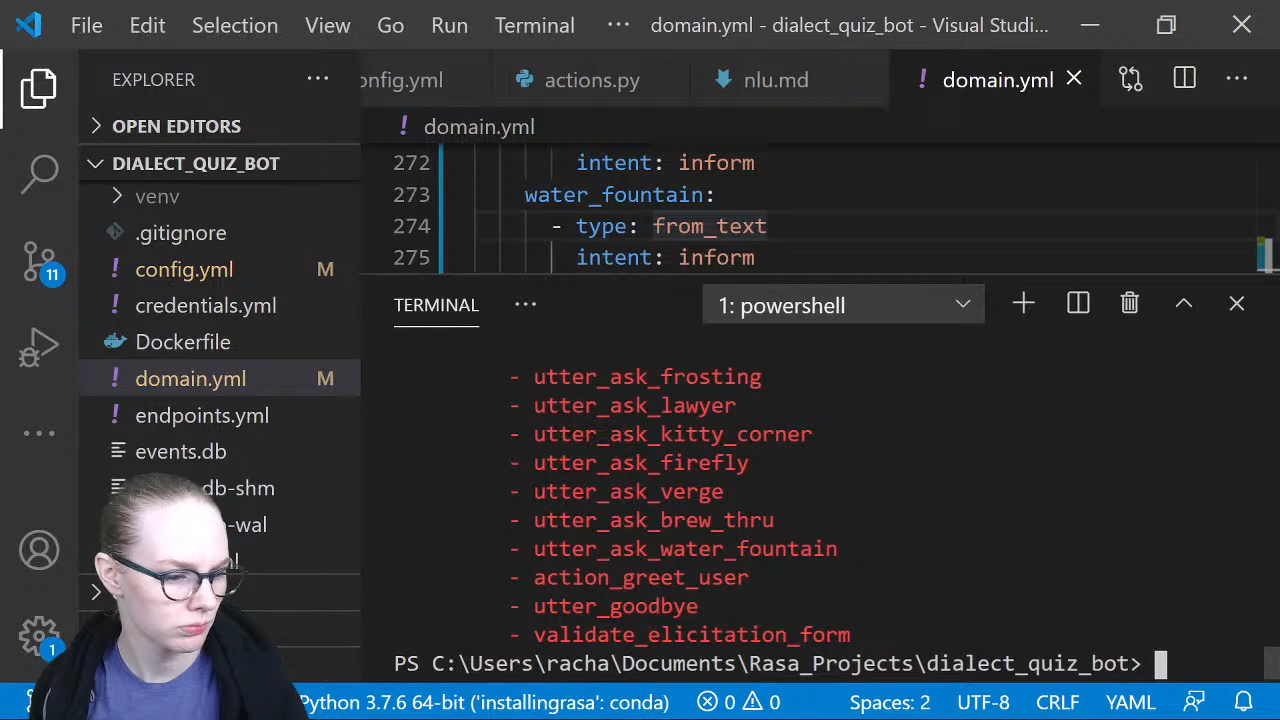 File Edit Selection View Go Run Terminal ··· domain.yml - dialect_quiz_bot - Visual Studi...
EXPLORER ···
onfig.yml actions.py nlu.md ! domain.yml ···
OPEN EDITORS
! domain.yml
DIALECT_QUIZ_BOT
venv
.gitignore
! config.yml M
! credentials.yml
Dockerfile
! domain.yml M
! endpoints.yml
events.db
db-shm
-wal
11
1
272 intent: inform
273 water_fountain:
274 - type: from_text
275 intent: inform
TERMINAL ··· 1: powershell
- utter_ask_frosting
- utter_ask_lawyer
- utter_ask_kitty_corner
- utter_ask_firefly
- utter_ask_verge
- utter_ask_brew_thru
- utter_ask_water_fountain
- action_greet_user
- utter_goodbye
- validate_elicitation_form
PS C:\Users\racha\Documents\Rasa_Projects\dialect_quiz_bot>
Python 3.7.6 64-bit ('installingrasa': conda) 0 0 Spaces: 2 UTF-8 CRLF YAML